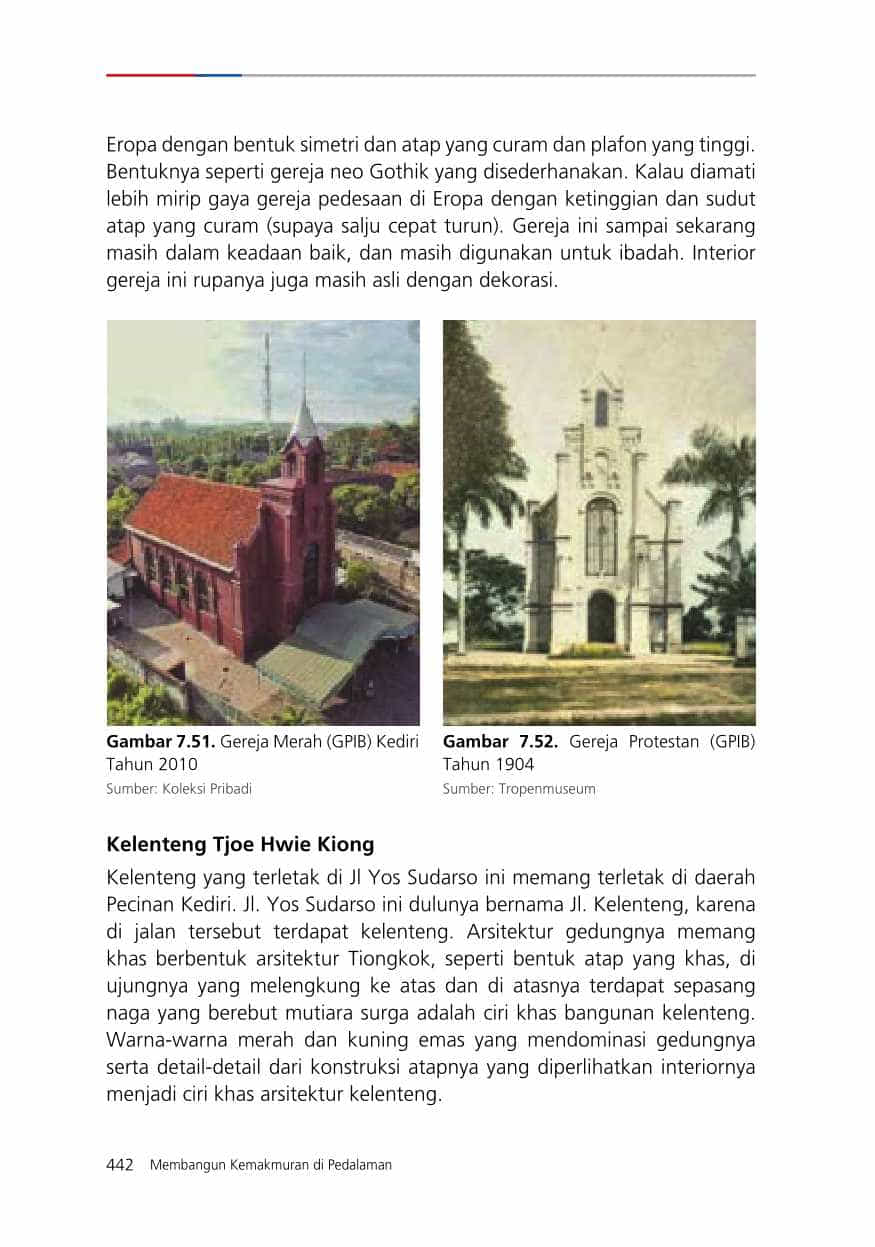 Eropa dengan bentuk simetri dan atap yang curam dan plafon yang tinggi.
Bentuknya seperti gereja neo Gothik yang disederhanakan. Kalau diamati
lebih mirip gaya gereja pedesaan di Eropa dengan ketinggian dan sudut
atap yang curam (supaya salju cepat turun). Gereja ini sampai sekarang
masih dalam keadaan baik, dan masih digunakan untuk ibadah. Interior
gereja ini rupanya juga masih asli dengan dekorasi.
Gambar 7.51. Gereja Merah (GPIB) Kediri
Tahun 2010
Sumber: Koleksi Pribadi
Gambar 7.52. Gereja Protestan (GPIB)
Tahun 1904
Sumber: Tropenmuseum
Kelenteng Tjoe Hwie Kiong
Kelenteng yang terletak di Jl Yos Sudarso ini memang terletak di daerah
Pecinan Kediri. Jl. Yos Sudarso ini dulunya bernama Jl. Kelenteng, karena
di jalan tersebut terdapat kelenteng. Arsitektur gedungnya memang
khas berbentuk arsitektur Tiongkok, seperti bentuk atap yang khas, di
ujungnya yang melengkung ke atas dan di atasnya terdapat sepasang
naga yang berebut mutiara surga adalah ciri khas bangunan kelenteng.
Warna-warna merah dan kuning emas yang mendominasi gedungnya
serta detail-detail dari konstruksi atapnya yang diperlihatkan interiornya
menjadi ciri khas arsitektur kelenteng.
442 Membangun Kemakmuran di Pedalaman